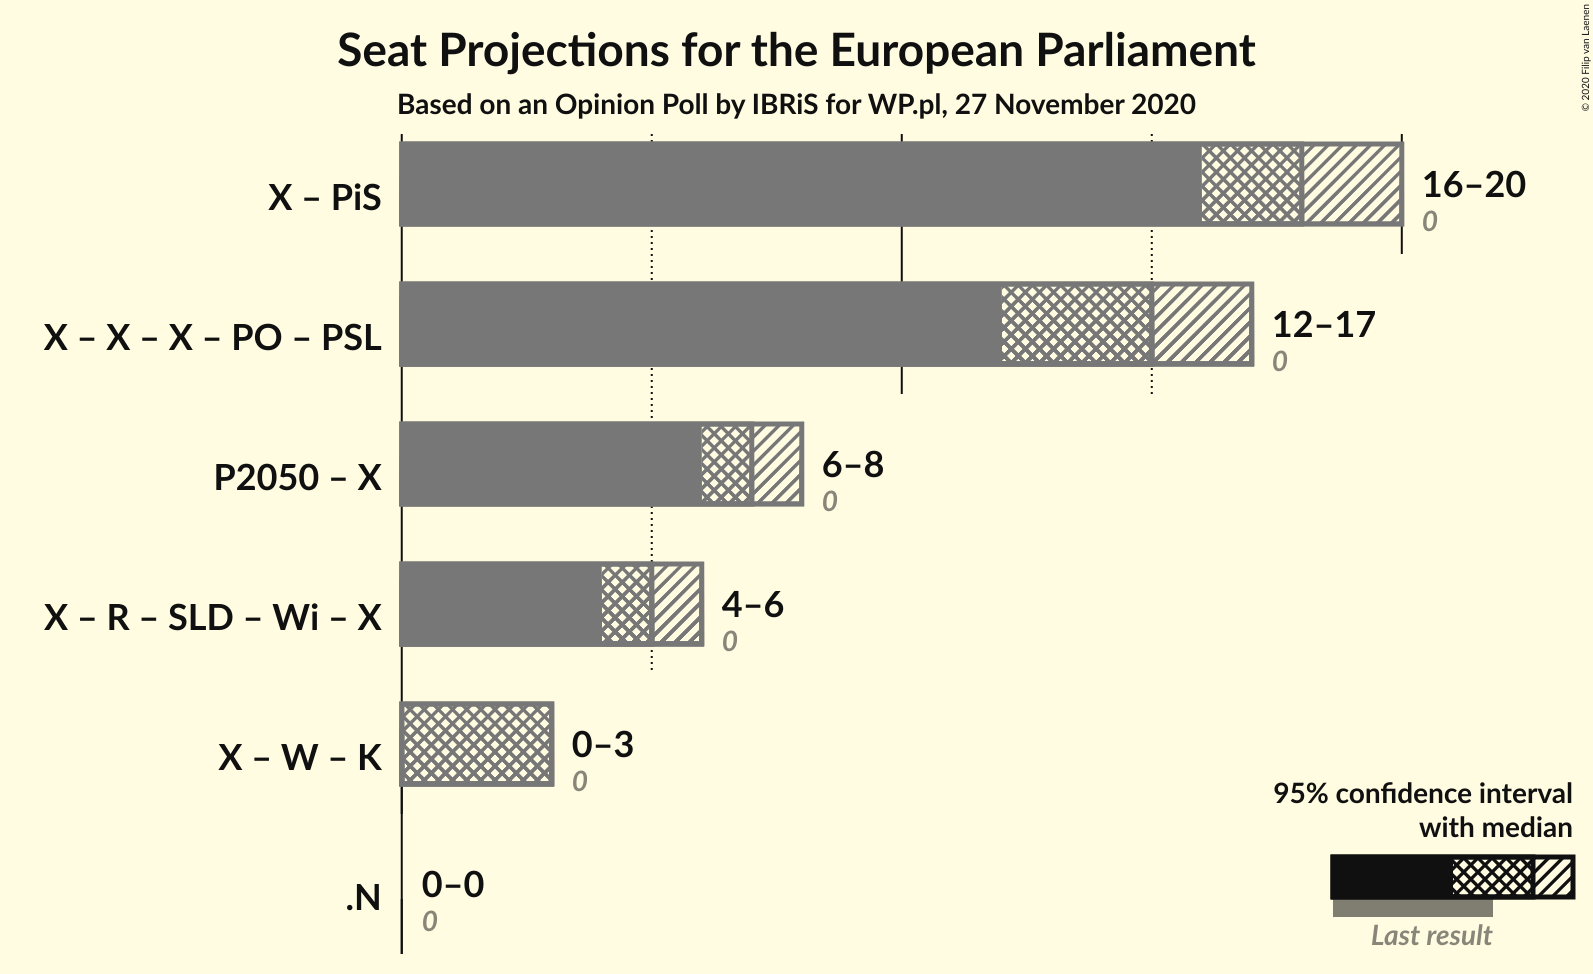 Seat Projections for the European Parliament
Based on an Opinion Poll by IBRiS for WP.pl, 27 November 2020
© 2020 Filip van Laenen
X – PiS
16–20
0
X – X – X – PO – PSL
12–17
0
P2050 – X
6–8
0
X – R – SLD – Wi – X
4–6
0
X – W – K
0–3
0
.N
0–0
0
95% confidence interval
with median
Last result